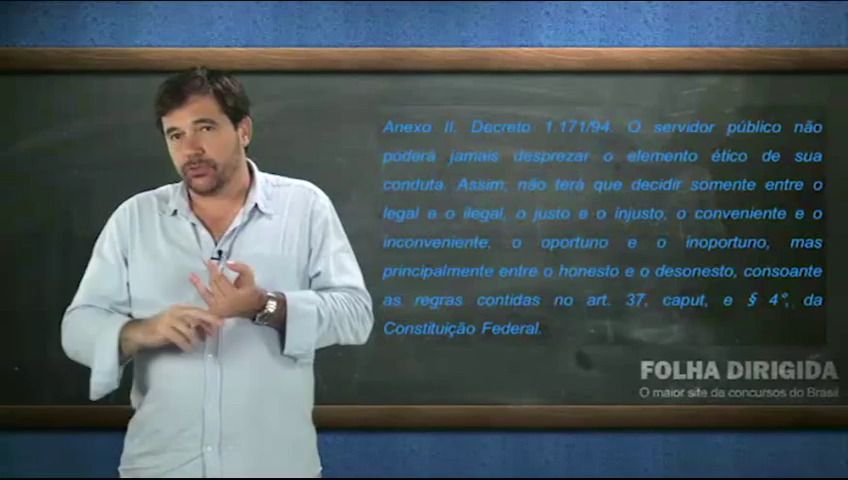 Anexo II. Decreto 1.171/94. O servidor público não
poderá jamais desprezar o elemento ético de sua
conduta. Assim, não terá que decidir somente entre o
legal e o ilegal, o justo e o injusto, o conveniente e o
inconveniente, o oportuno e o inoportuno, mas
principalmente entre o honesto e o desonesto, consoante
as regras contidas no art. 37, caput, e § 4°, da
Constituição Federal.
FOLHA DIRIGIDA
O maior site de concursos do Brasil